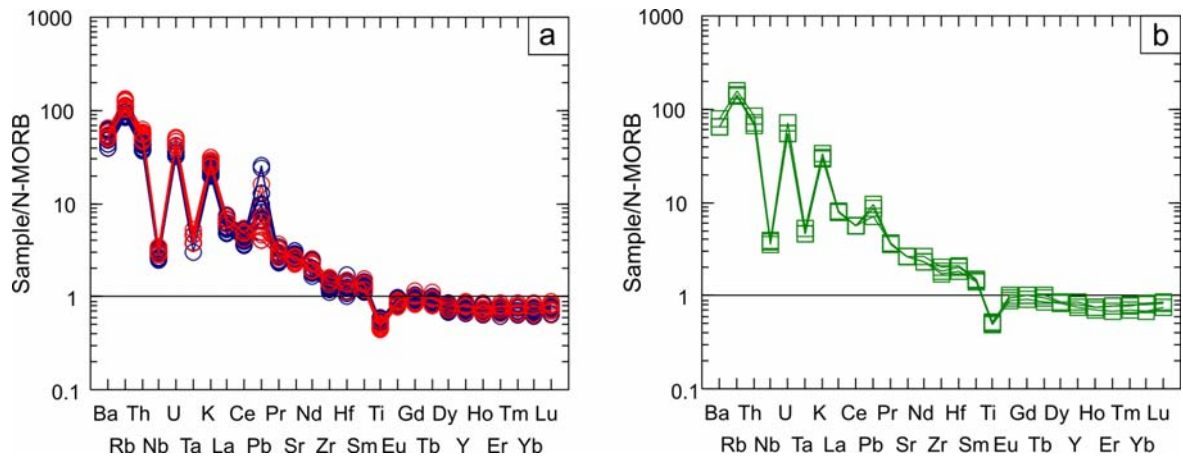 1000
a
100
10
1
0.1
Sample/N-MORB
Ba Th U K Ce Pr Nd Hf Ti Gd Dy Ho Tm Lu
Rb Nb Ta La Pb Sr Zr Sm Eu Tb Y Er Yb
1000
b
100
10
1
0.1
Sample/N-MORB
Ba Th U K Ce Pr Nd Hf Ti Gd Dy Ho Tm Lu
Rb Nb Ta La Pb Sr Zr Sm Eu Tb Y Er Yb